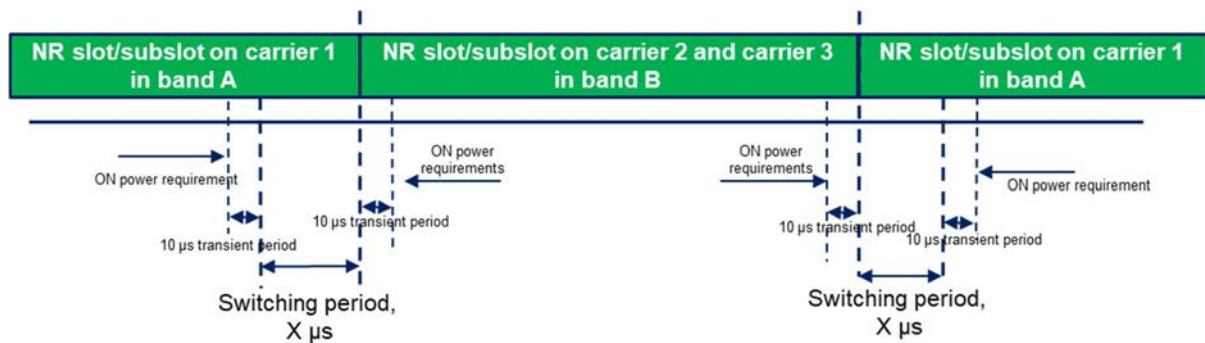 NR slot/subslot on carrier 1
in band A
NR slot/subslot on carrier 2 and carrier 3
in band B
NR slot/subslot on carrier 1
in band A
ON power requirement
10 µs transient period
Switching period,
X µs
ON power
requirements
10 µs transient period
ON power
requirements
10 µs transient period
Switching period,
X µs
ON power requirement
10 µs transient period